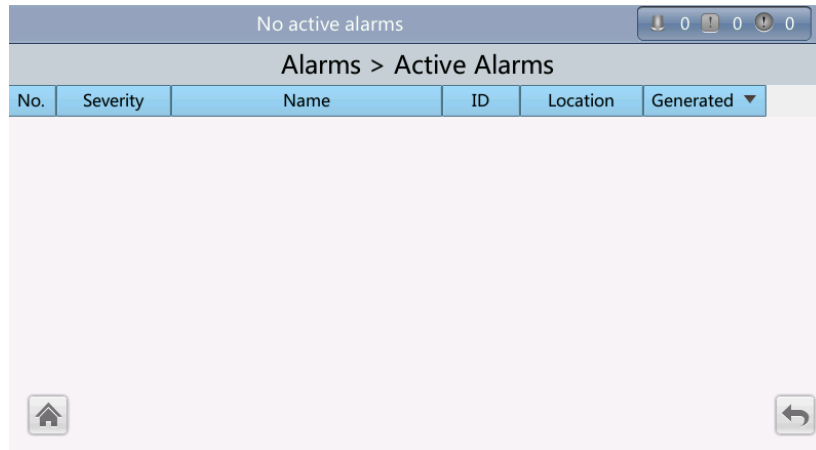 No active alarms 0 0 0
Alarms > Active Alarms
No. Severity Name ID Location Generated